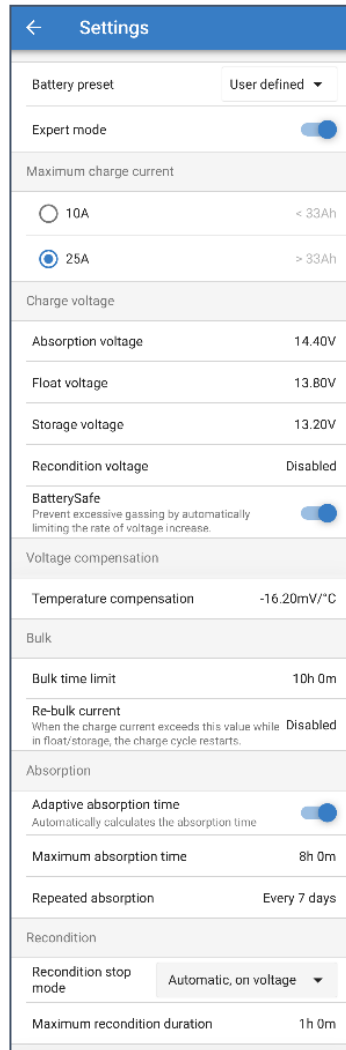 Settings
Battery preset User defined
Expert mode
Maximum charge current
10A < 33Ah
25A > 33Ah
Charge voltage
Absorption voltage 14.40V
Float voltage 13.80V
Storage voltage 13.20V
Recondition voltage Disabled
BatterySafe
Prevent excessive gassing by automatically
limiting the rate of voltage increase.
Voltage compensation
Temperature compensation -16.20mV/°C
Bulk
Bulk time limit 10h 0m
Re-bulk current
When the charge current exceeds this value while Disabled
in float/storage, the charge cycle restarts.
Absorption
Adaptive absorption time
Automatically calculates the absorption time
Maximum absorption time 8h 0m
Repeated absorption Every 7 days
Recondition
Recondition stop
mode Automatic, on voltage
Maximum recondition duration 1h 0m